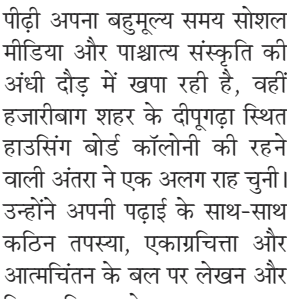 पीढ़ी अपना बहुमूल्य समय सोशल
मीडिया और पाश्चात्य संस्कृति की
अंधी दौड़ में खपा रही है, वहीं
हजारीबाग शहर के दीपूगढ़ा स्थित
हाउसिंग बोर्ड कॉलोनी की रहने
वाली अंतरा ने एक अलग राह चुनी।
उन्होंने अपनी पढ़ाई के साथ-साथ
कठिन तपस्या, एकाग्रचित्ता और
आत्मचिंतन के बल पर लेखन और